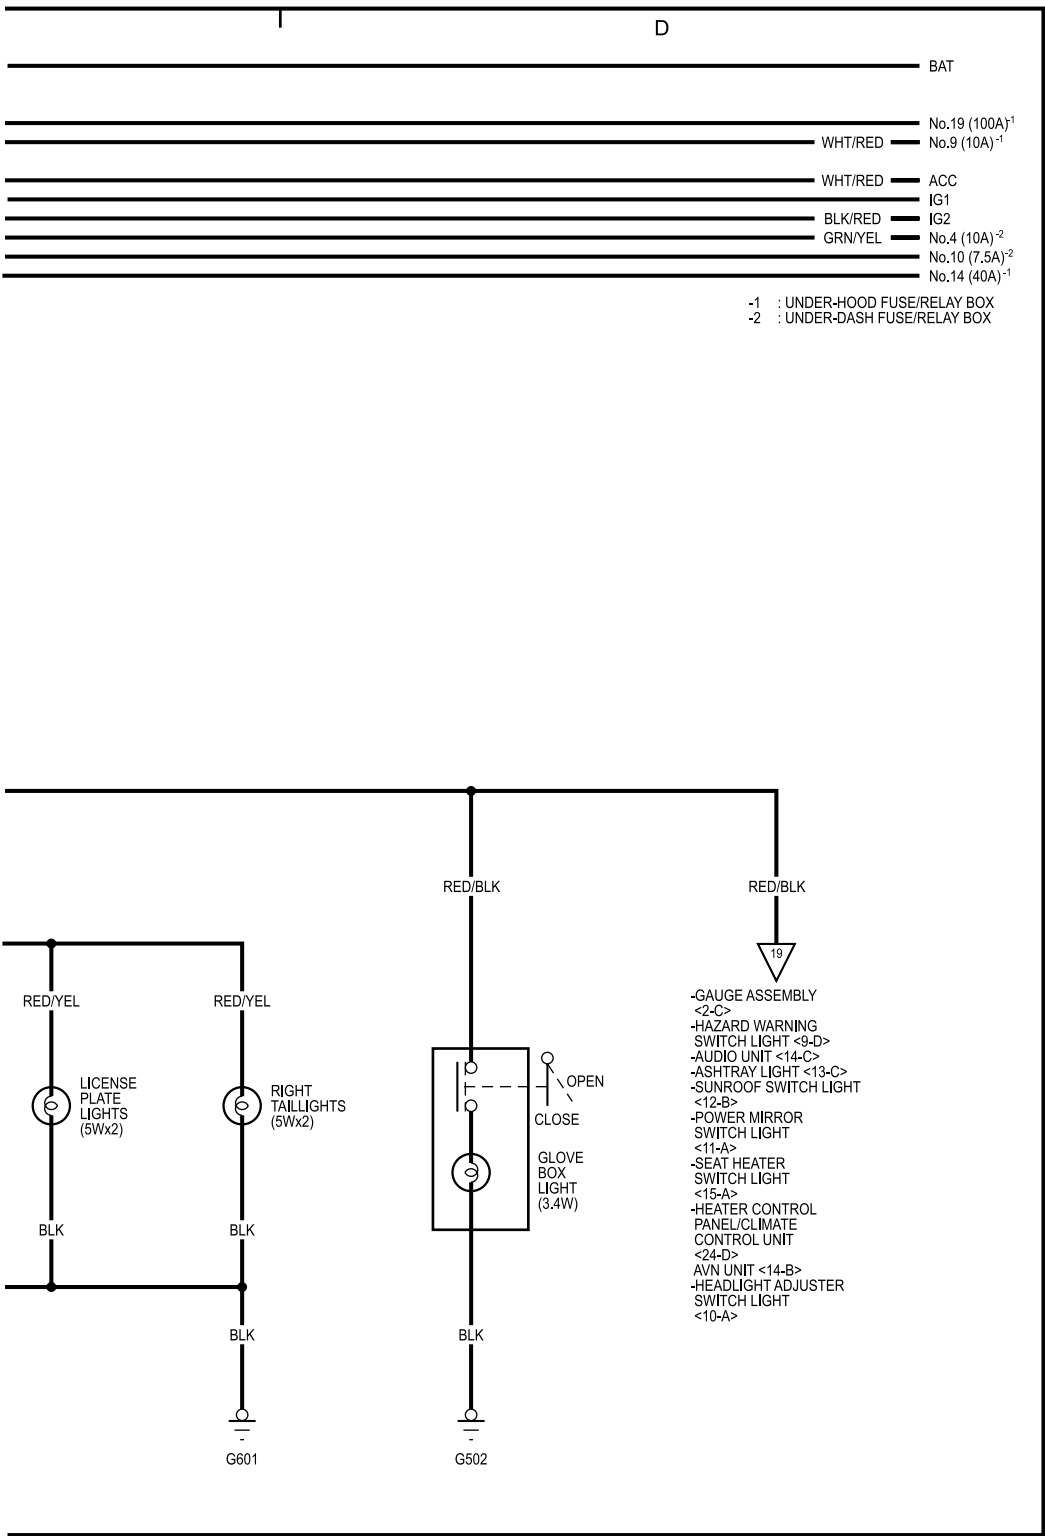 D
BAT
No.19 (100A)-1
WHT/RED No.9 (10A) -1
WHT/RED ACC
IG1
BLK/RED IG2
GRN/YEL No.4 (10A) -2
No.10 (7.5A)-2
No.14 (40A)-1
-1 : UNDER-HOOD FUSE/RELAY BOX
-2 : UNDER-DASH FUSE/RELAY BOX
RED/BLK
RED/BLK
19
RED/YEL
RED/YEL
LICENSE
PLATE
LIGHTS
(5Wx2)
RIGHT
TAILLIGHTS
(5Wx2)
OPEN
CLOSE
GLOVE
BOX
LIGHT
(3.4W)
-GAUGE ASSEMBLY
<2-C>
-HAZARD WARNING
SWITCH LIGHT <9-D>
-AUDIO UNIT <14-C>
-ASHTRAY LIGHT <13-C>
-SUNROOF SWITCH LIGHT
<12-B>
-POWER MIRROR
SWITCH LIGHT
<11-A>
-SEAT HEATER
SWITCH LIGHT
<15-A>
-HEATER CONTROL
PANEL/CLIMATE
CONTROL UNIT
<24-D>
AVN UNIT <14-B>
-HEADLIGHT ADJUSTER
SWITCH LIGHT
<10-A>
BLK
BLK
BLK
BLK
G601
G502